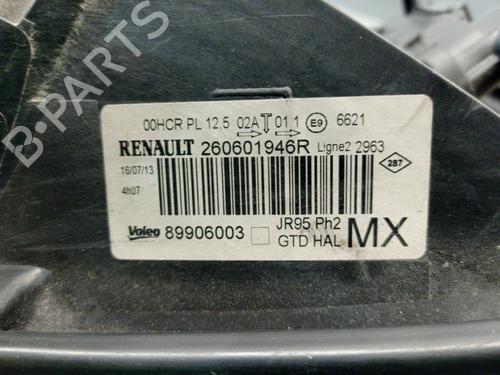 00HCR PL 12,5 02A 01 1 E9 6621
RENAULT 260601946R Ligne2 2963
16/07/13
4h07
287
Valeo 89906003 JR95 Ph2
GTD HAL MX
B-PARTS